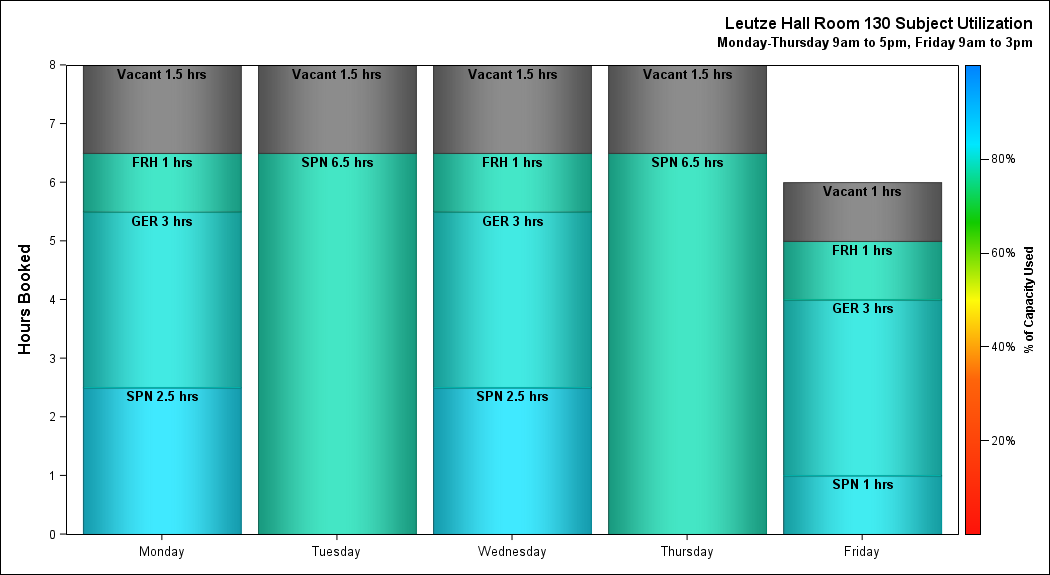 Leutze Hall Room 130 Subject Utilization
Monday-Thursday 9am to 5pm, Friday 9am to 3pm
Hours Booked
8
7
6
5
4
3
2
1
0
Vacant 1.5 hrs
FRH 1 hrs
GER 3 hrs
SPN 2.5 hrs
Monday
Vacant 1.5 hrs
SPN 6.5 hrs
Tuesday
Vacant 1.5 hrs
FRH 1 hrs
GER 3 hrs
SPN 2.5 hrs
Wednesday
Vacant 1.5 hrs
SPN 6.5 hrs
Thursday
Vacant 1 hrs
FRH 1 hrs
GER 3 hrs
SPN 1 hrs
Friday
80%
60%
40%
20%
% of Capacity Used